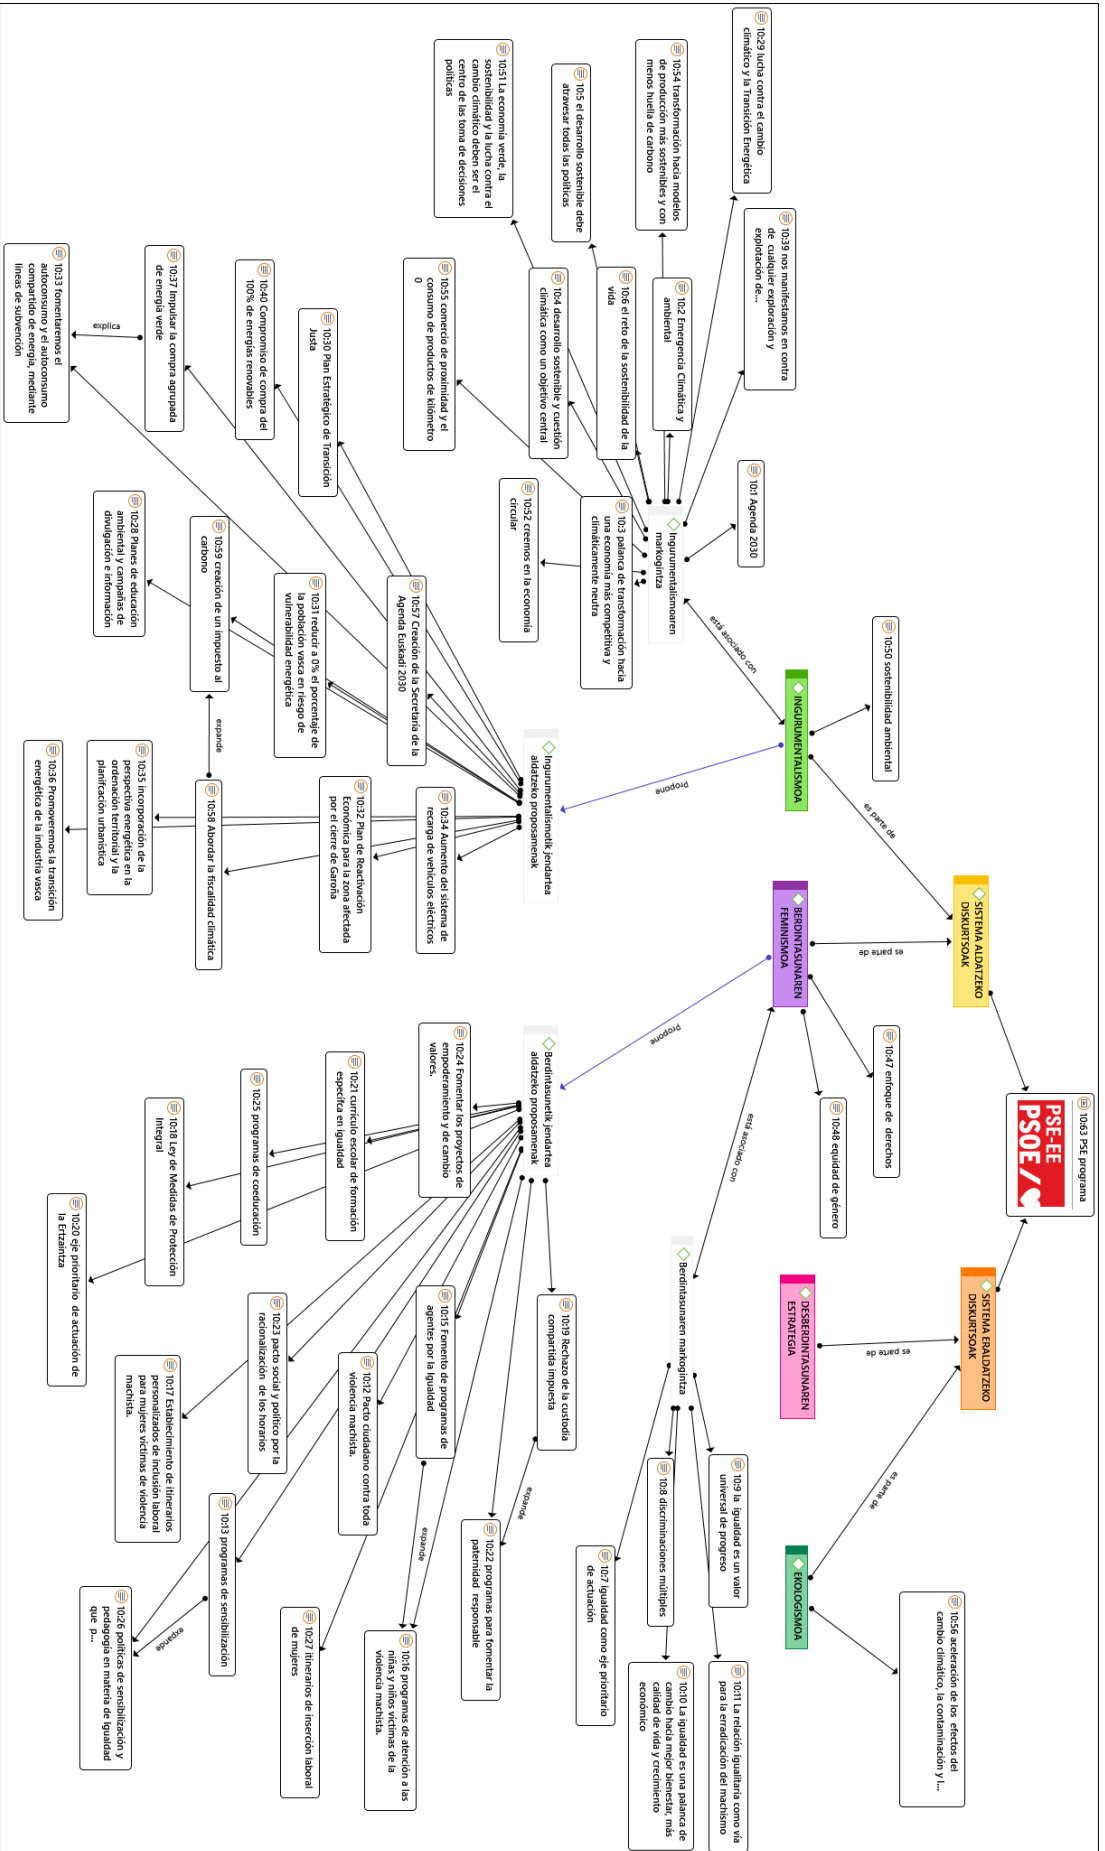 10:63 PSE programa
PSE-EE
PSOE/
SISTEMA ALDATZEKO
DISKURTSOAK
SISTEMA ERALDATZEKO
DISKURTSOAK
es parte de
es parte de
es parte de
es parte de
INGURUMENTALISMOA
BERDINTASUNAREN
FEMINISMOA
DESBERDINTASUNAREN
ESTRATEGIA
EKOLOGISMOA
10:50 sostenibilidad ambiental
10:47 enfoque de derechos
10:48 equidad de género
10:56 aceleración de los efectos del
cambio climático, la contaminación y l...
está asociado con
Propone
Propone
está asociado con
Ingurumentalismoaren
markogintza
10:29 lucha contra el cambio
climático y la Transición Energética
10:39 nos manifestamos en contra
de cualquier exploración y
explotación de...
10:1 Agenda 2030
10:54 transformación hacia modelos
de producción más sostenibles y con
menos huella de carbono
10:2 Emergencia Climática y
ambiental
10:5 el desarrollo sostenible debe
atravesar todas las políticas
10:6 el reto de la sostenibilidad de la
vida
10:3 palanca de transformación hacia
una economía más competitiva y
climáticamente neutra
10:51 La economía verde, la
sostenibilidad y la lucha contra el
cambio climático deben ser el
centro de las toma de decisiones
políticas
10:4 desarrollo sostenible y cuestión
climática como un objetivo central
10:55 comercio de proximidad y el
consumo de productos de kilómetro
0
10:52 creemos en la economía
circular
Ingurumentalismotik jendartea
aldatzeko proposamenak
10:30 Plan Estratégico de Transición
Justa
10:57 Creación de la Secretaría de la
Agenda Euskadi 2030
10:34 Aumento del sistema de
recarga de vehículos eléctricos
10:40 Compromiso de compra del
100% de energías renovables
10:31 reducir a 0% el porcentaje de
la población vasca en riesgo de
vulnerabilidad energética
10:32 Plan de Reactivación
Económica para la zona afectada
por el cierre de Garoña
10:37 Impulsar la compra agrupada
de energía verde
10:59 creación de un impuesto al
carbono
expande
10:58 Abordar la fiscalidad climática
explica
10:28 Planes de educación
ambiental y campañas de
divulgación e información
10:35 incorporación de la
perspectiva energética en la
ordenación territorial y la
planificación urbanística
10:33 fomentaremos el
autoconsumo y el autoconsumo
compartido de energía, mediante
líneas de subvención
10:36 Promoveremos la transición
energética de la industria vasca
Berdintasunaren markogintza
10:9 la igualdad es un valor
universal de progreso
10:11 La relación igualitaria como vía
para la erradicación del machismo
10:8 discriminaciones múltiples
10:10 La igualdad es una palanca de
cambio hacia mejor bienestar, más
calidad de vida y crecimiento
económico
10:7 igualdad como eje prioritario
de actuación
Berdintasunetik jendartea
aldatzeko proposamenak
10:19 Rechazo de la custodia
compartida impuesta
expande
10:22 programas para fomentar la
paternidad responsable
10:24 Fomentar los proyectos de
empoderamiento y de cambio
valores.
10:15 Fomento de programas de
agentes por la Igualdad
expande
10:16 programas de atención a las
niñas y niños víctimas de la
violencia machista.
10:21 currículo escolar de formación
específca en igualdad
10:12 Pacto ciudadano contra toda
violencia machista.
10:27 itinerarios de inserción laboral
de mujeres
10:25 programas de coeducación
10:23 pacto social y político por la
racionalización de los horarios
10:13 programas de sensibilización
10:18 Ley de Medidas de Protección
Integral
10:17 Establecimiento de itinerarios
personalizados de inclusión laboral
para mujeres víctimas de violencia
machista.
expande
10:20 eje prioritario de actuación de
la Ertzaintza
10:26 políticas de sensibilización y
pedagogía en materia de Igualdad
que p...